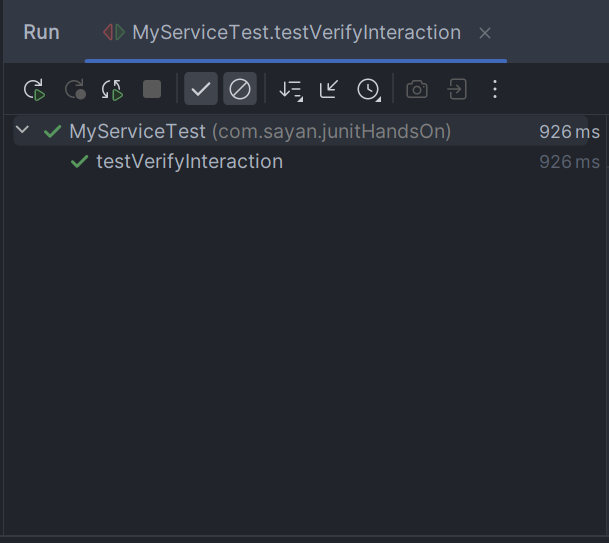 Run MyServiceTest.testVerifyInteraction
MyServiceTest (com.sayan.junitHandsOn) 926 ms
testVerifyInteraction 926 ms